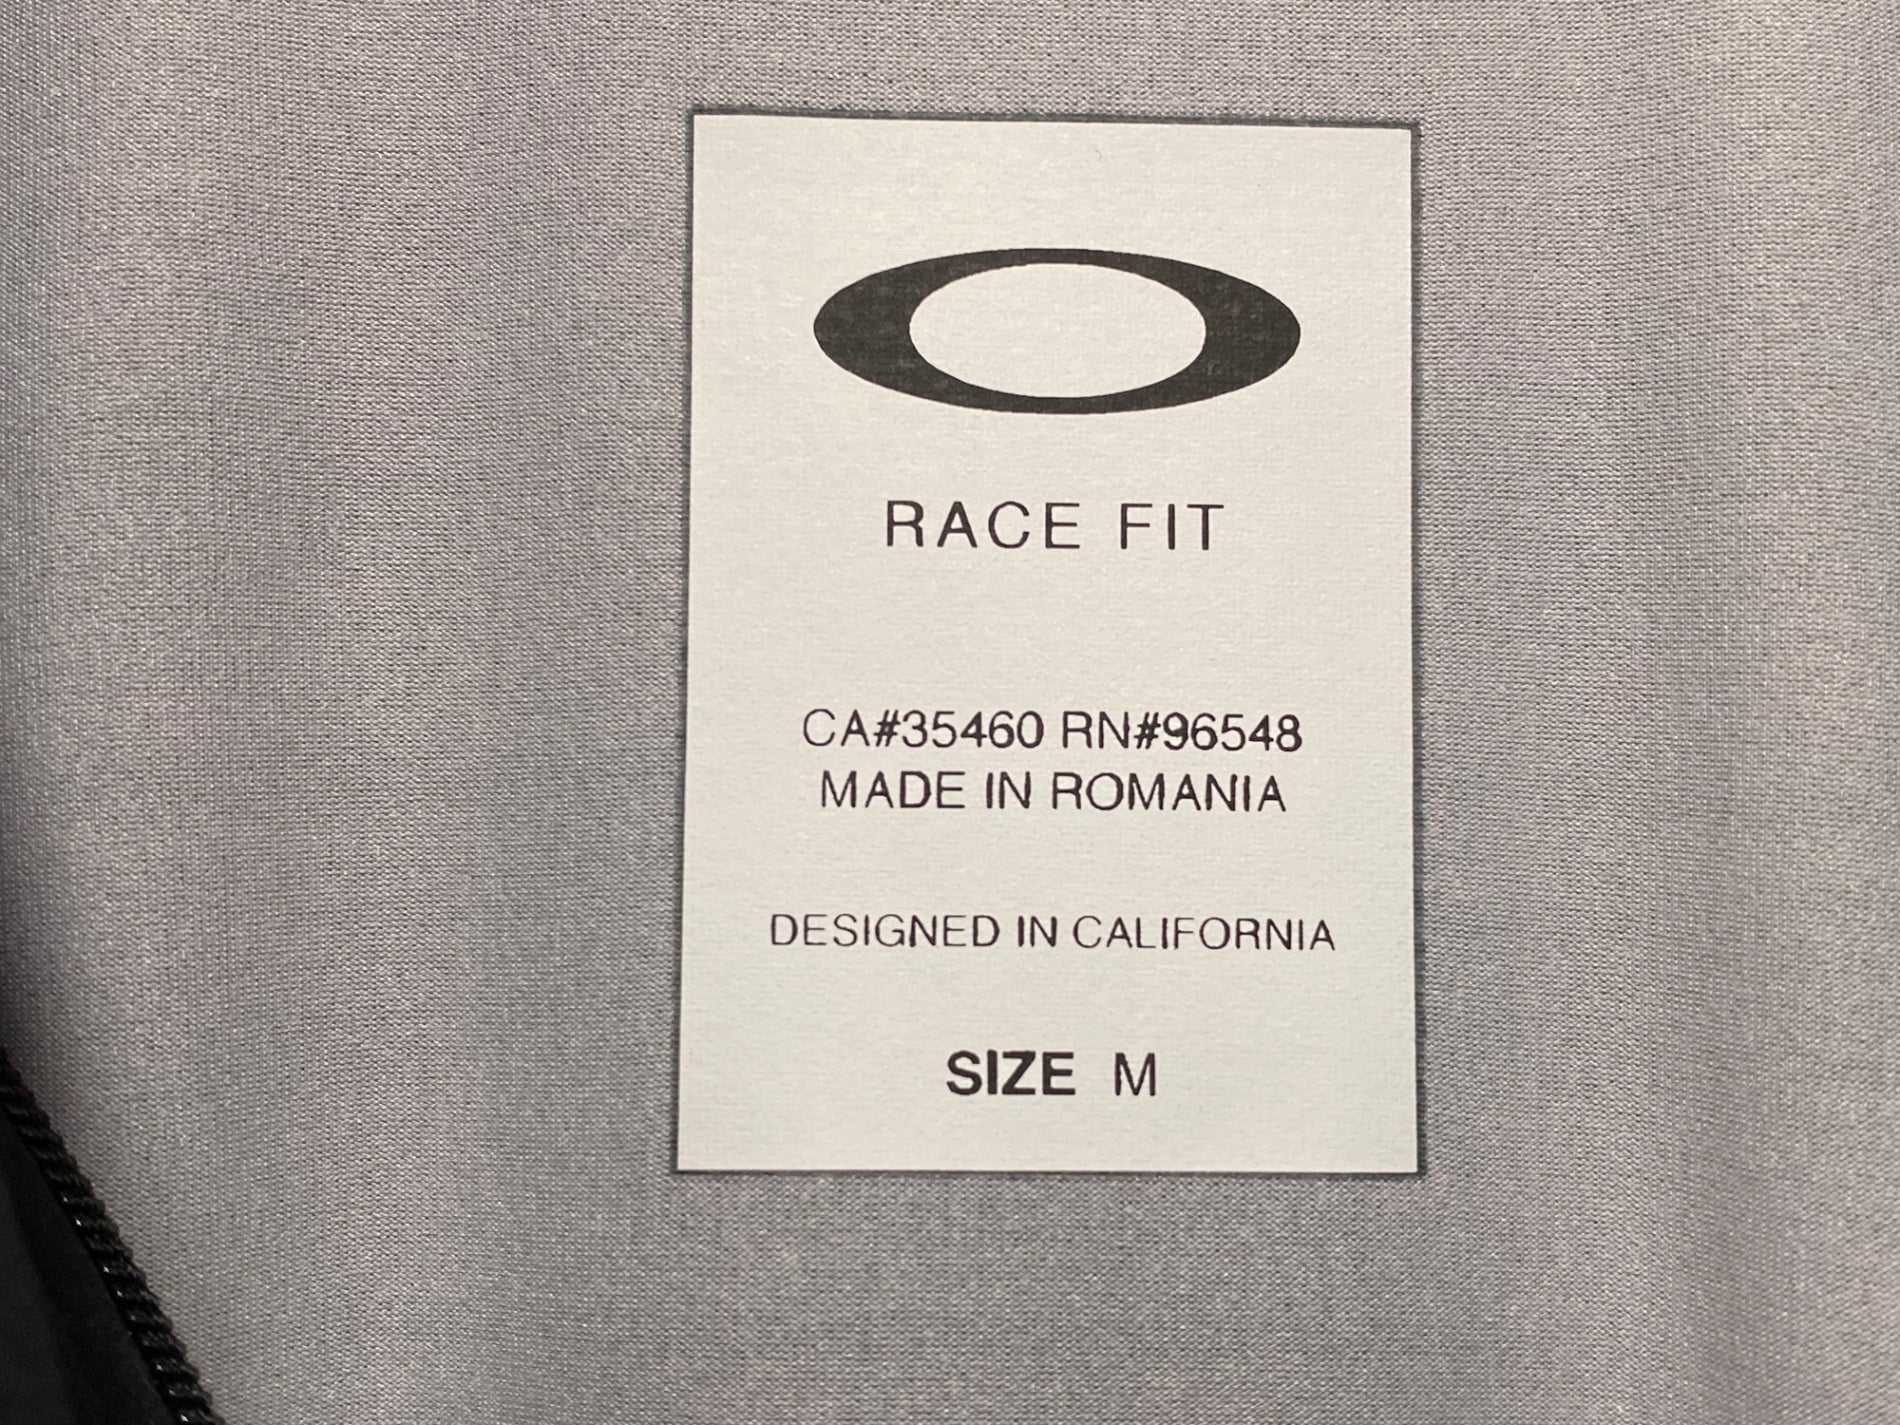 RACE FIT
CA#35460 RN#96548
MADE IN ROMANIA
DESIGNED IN CALIFORNIA
SIZE M